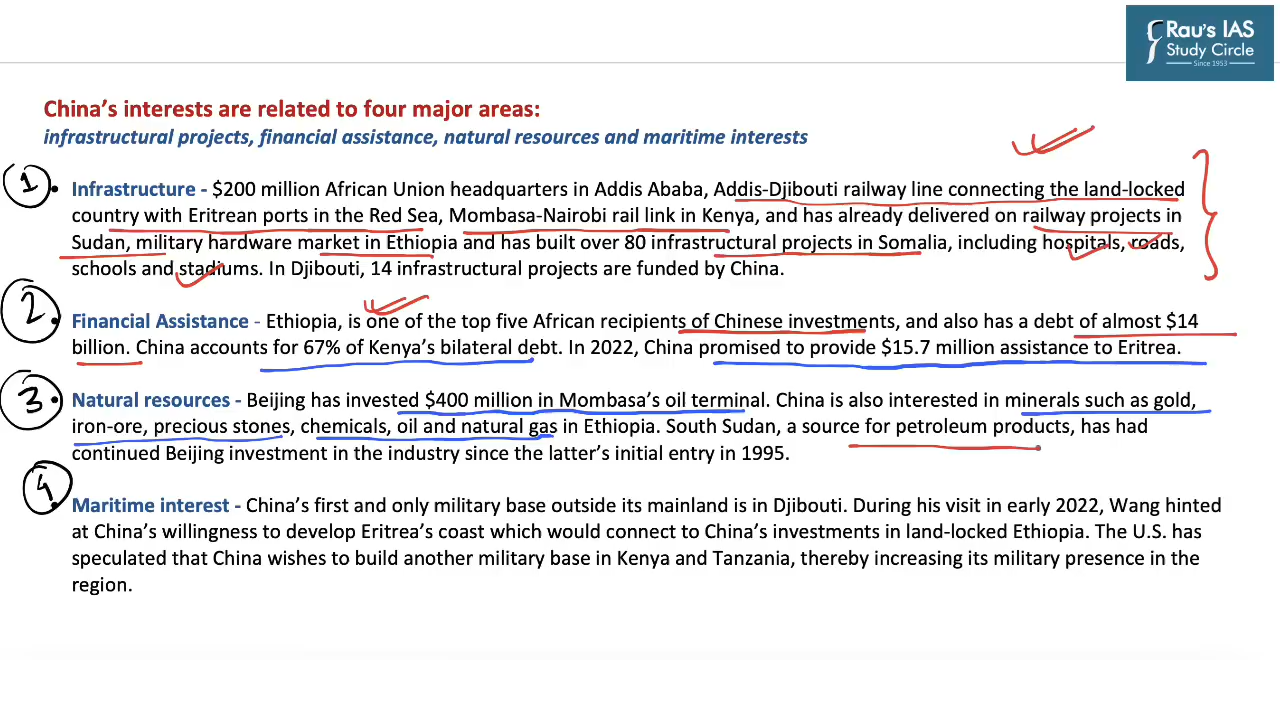 Rau's IAS
Study Circle
Since 1953
China's interests are related to four major areas:
infrastructural projects, financial assistance, natural resources and maritime interests
1
• Infrastructure - $200 million African Union headquarters in Addis Ababa, Addis-Djibouti railway line connecting the land-locked
country with Eritrean ports in the Red Sea, Mombasa-Nairobi rail link in Kenya, and has already delivered on railway projects in
Sudan, military hardware market in Ethiopia and has built over 80 infrastructural projects in Somalia, including hospitals, roads,
schools and stadiums. In Djibouti, 14 infrastructural projects are funded by China.
2
• Financial Assistance - Ethiopia, is one of the top five African recipients of Chinese investments, and also has a debt of almost $14
billion. China accounts for 67% of Kenya's bilateral debt. In 2022, China promised to provide $15.7 million assistance to Eritrea.
3
• Natural resources - Beijing has invested $400 million in Mombasa's oil terminal. China is also interested in minerals such as gold,
iron-ore, precious stones, chemicals, oil and natural gas in Ethiopia. South Sudan, a source for petroleum products, has had
continued Beijing investment in the industry since the latter's initial entry in 1995.
4
• Maritime interest - China's first and only military base outside its mainland is in Djibouti. During his visit in early 2022, Wang hinted
at China's willingness to develop Eritrea's coast which would connect to China's investments in land-locked Ethiopia. The U.S. has
speculated that China wishes to build another military base in Kenya and Tanzania, thereby increasing its military presence in the
region.